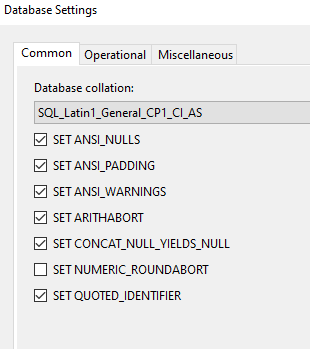 Database Settings
Common Operational Miscellaneous
Database collation:
SQL_Latin1_General_CP1_CI_AS
SET ANSI_NULLS
SET ANSI_PADDING
SET ANSI_WARNINGS
SET ARITHABORT
SET CONCAT_NULL_YIELDS_NULL
SET NUMERIC_ROUNDABORT
SET QUOTED_IDENTIFIER